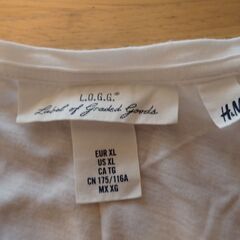 L.O.G.G.
Label of Graded Goods
H&M
EUR XL
US XL
CA TG
CN 175/116A
MX XG